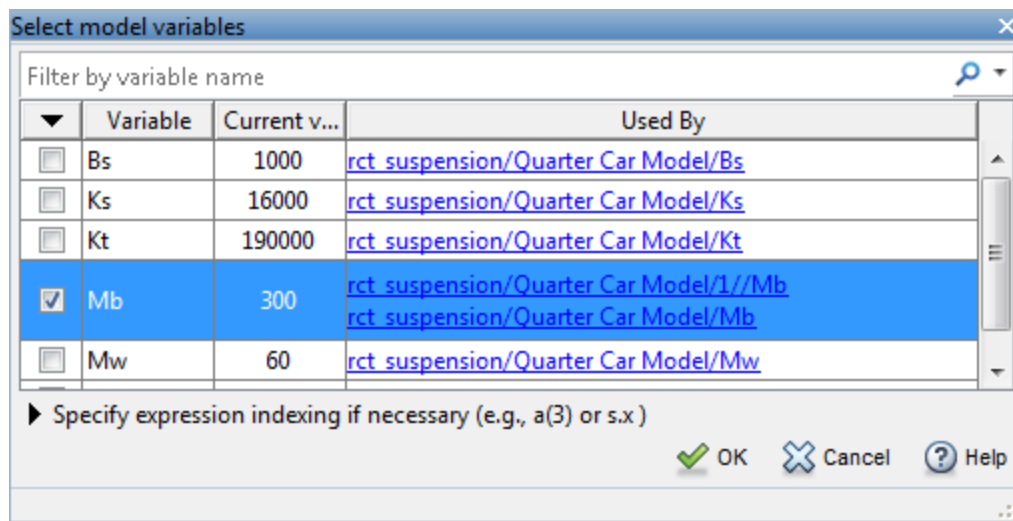 Select model variables
Filter by variable name
Variable Current v... Used By
Bs 1000 rct_suspension/Quarter Car Model/Bs
Ks 16000 rct_suspension/Quarter Car Model/Ks
Kt 190000 rct_suspension/Quarter Car Model/Kt
Mb 300 rct_suspension/Quarter Car Model/1//Mb
rct_suspension/Quarter Car Model/Mb
Mw 60 rct_suspension/Quarter Car Model/Mw
Specify expression indexing if necessary (e.g., a(3) or s.x )
OK Cancel Help